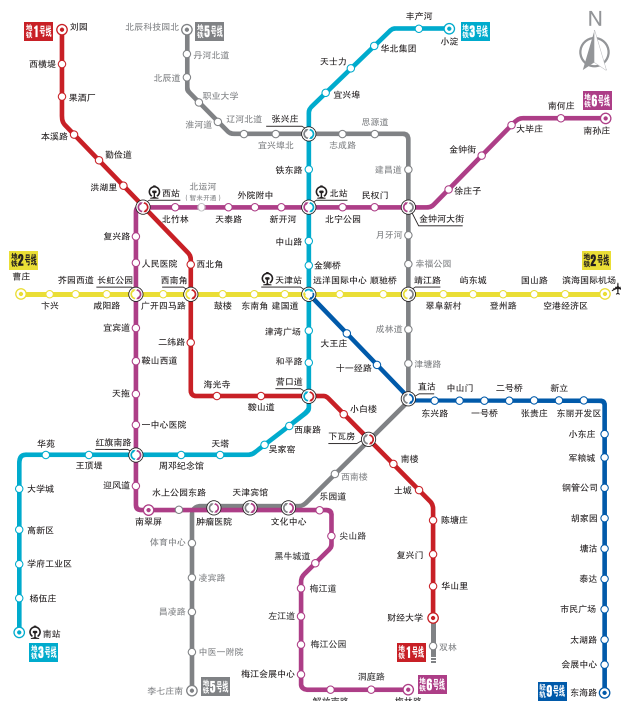 丰产河
地铁1号线
刘园
北辰科技园北
地铁5号线
地铁3号线
小淀
N
华北集团
丹河北道
天士力
西横堤
北辰道
宜兴埠
地铁6号线
果酒厂
职业大学
南何庄
本溪路
淮河道
辽河北道
张兴庄
思源道
大毕庄
南孙庄
宜兴埠北
志成路
勤俭道
金钟街
铁东路
建昌道
洪湖里
西站
北运河
（暂未开通）
外院附中
北站
民权门
徐庄子
北竹林
天泰路
新开河
北宁公园
金钟河大街
复兴路
中山路
月牙河
地铁2号线
人民医院
西北角
金狮桥
幸福公园
地铁2号线
曹庄
芥园西道
长虹公园
西南角
天津站
远洋国际中心
顺驰桥
靖江路
屿东城
国山路
滨海国际机场
卞兴
咸阳路
广开四马路
鼓楼
东南角
建国道
翠阜新村
登州路
空港经济区
宜宾道
津湾广场
成林道
二纬路
大王庄
鞍山西道
和平路
十一经路
津塘路
海光寺
营口道
直沽
中山门
二号桥
新立
天拖
鞍山道
小白楼
东兴路
一号桥
张贵庄
东丽开发区
一中心医院
西康路
下瓦房
小东庄
华苑
红旗南路
天塔
吴家窑
南楼
军粮城
王顶堤
周邓纪念馆
西南楼
钢管公司
大学城
迎风道
水上公园东路
天津宾馆
乐园道
土城
胡家园
高新区
南翠屏
肿瘤医院
文化中心
陈塘庄
尖山路
体育中心
塘沽
学府工业区
黑牛城道
复兴门
凌宾路
泰达
杨伍庄
梅江道
华山里
昌凌路
左江道
财经大学
市民广场
南站
梅江公园
太湖路
地铁3号线
中医一附院
地铁1号线
双林
会展中心
梅江会展中心
洞庭路
地铁6号线
李七庄南
地铁5号线
轻铁9号线
东海路
解放南路
梅林路